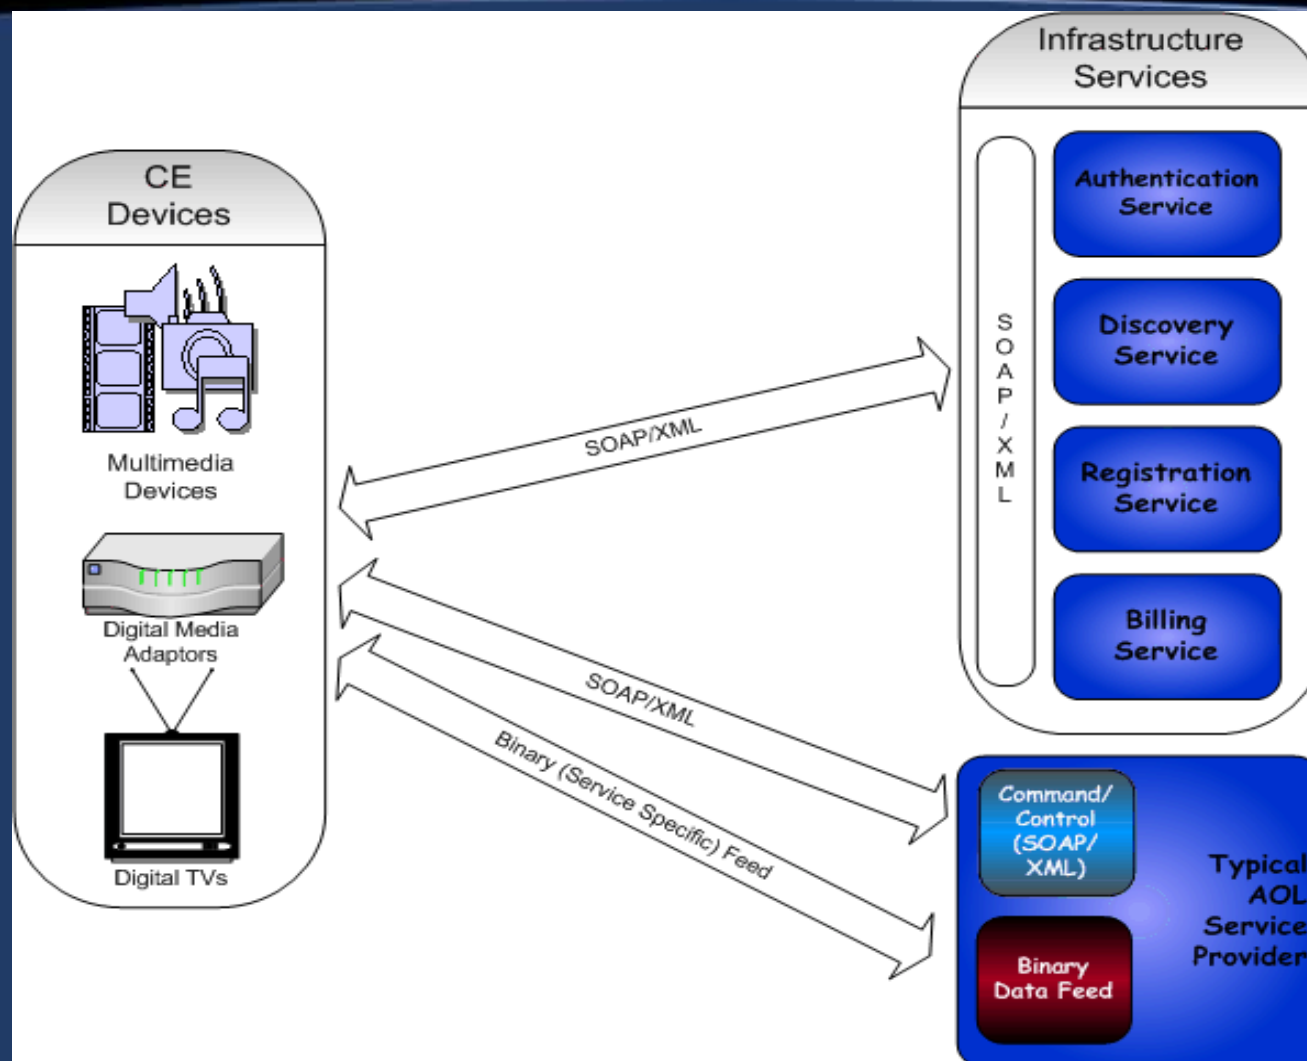 CE
Devices
Multimedia
Devices
Digital Media
Adaptors
Digital TVs
SOAP/XML
SOAP/XML
Binary (Service Specific) Feed
Infrastructure
Services
S
O
A
P
/
X
M
L
Authentication
Service
Discovery
Service
Registration
Service
Billing
Service
Command/
Control
(SOAP/
XML)
Binary
Data Feed
Typical
AOL
Service
Provider